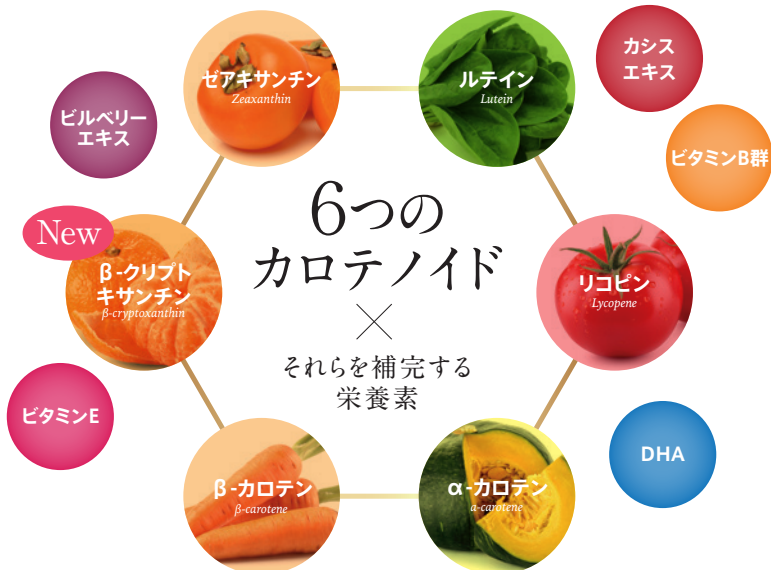 ゼアキサンチン
Zeaxanthin
ルテイン
Lutein
カシス
エキス
ビルベリー
エキス
ビタミンB群
New
β-クリプト
キサンチン
β-cryptoxanthin
6つの
カロテノイド
×
それらを補完する
栄養素
リコピン
Lycopene
ビタミンE
DHA
β-カロテン
β-carotene
α-カロテン
α-carotene